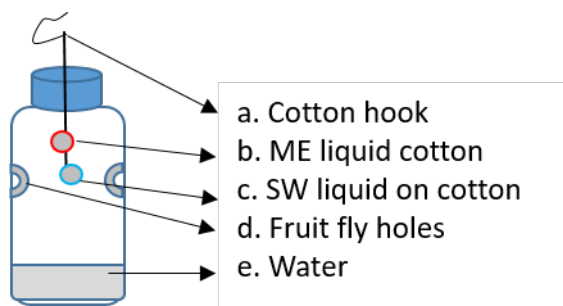 a. Cotton hook
b. ME liquid cotton
c. SW liquid on cotton
d. Fruit fly holes
e. Water